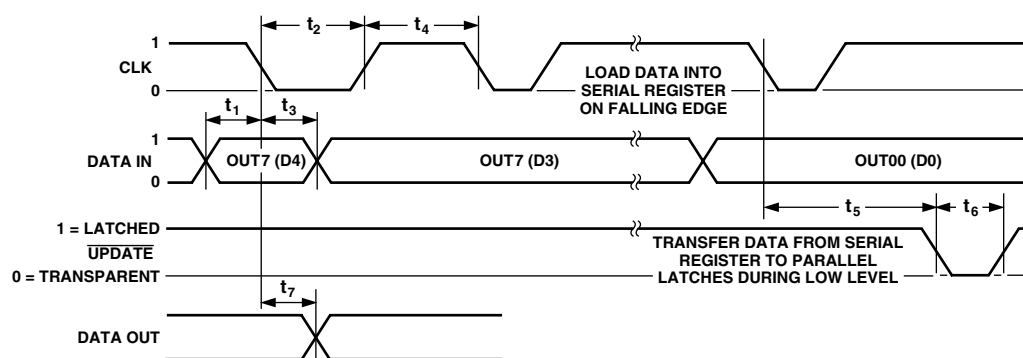 t2
t4
1
CLK
0
LOAD DATA INTO
SERIAL REGISTER
ON FALLING EDGE
t1
t3
1
DATA IN
0
OUT7 (D4)
OUT7 (D3)
OUT00 (D0)
t5
t6
1 = LATCHED
UPDATE
0 = TRANSPARENT
TRANSFER DATA FROM SERIAL
REGISTER TO PARALLEL
LATCHES DURING LOW LEVEL
t7
DATA OUT